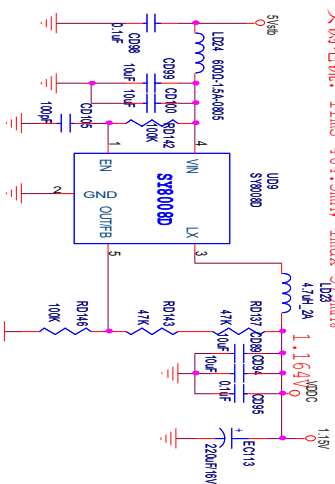 5Vstb
LD24
600Ω-1.5A-0805
CD98
0.1uF
CD99
10uF
CD100
10uF
RD142
100K
CD105
100pF
UD9
SY8008D
4
VIN
LX
3
SY8008D
1
EN
GND
2
OUT/FB
5
LD23
4.7uH_2A
RD137
47K
RD143
47K
RD146
100K
CD89
10uF
CD94
10uF
CD95
0.1uF
1.164V
VDDC
1.15V
EC113
220uF/16V
+